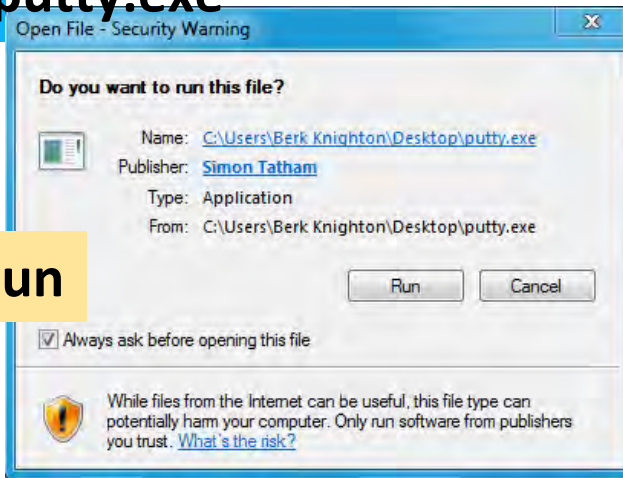 putty.exe
Open File - Security Warning
Do you want to run this file?
Name: C:\Users\Berk Knighton\Desktop\putty.exe
Publisher: Simon Tatham
Type: Application
From: C:\Users\Berk Knighton\Desktop\putty.exe
un
Run Cancel
Always ask before opening this file
While files from the Internet can be useful, this file type can
potentially harm your computer. Only run software from publishers
you trust. What's the risk?